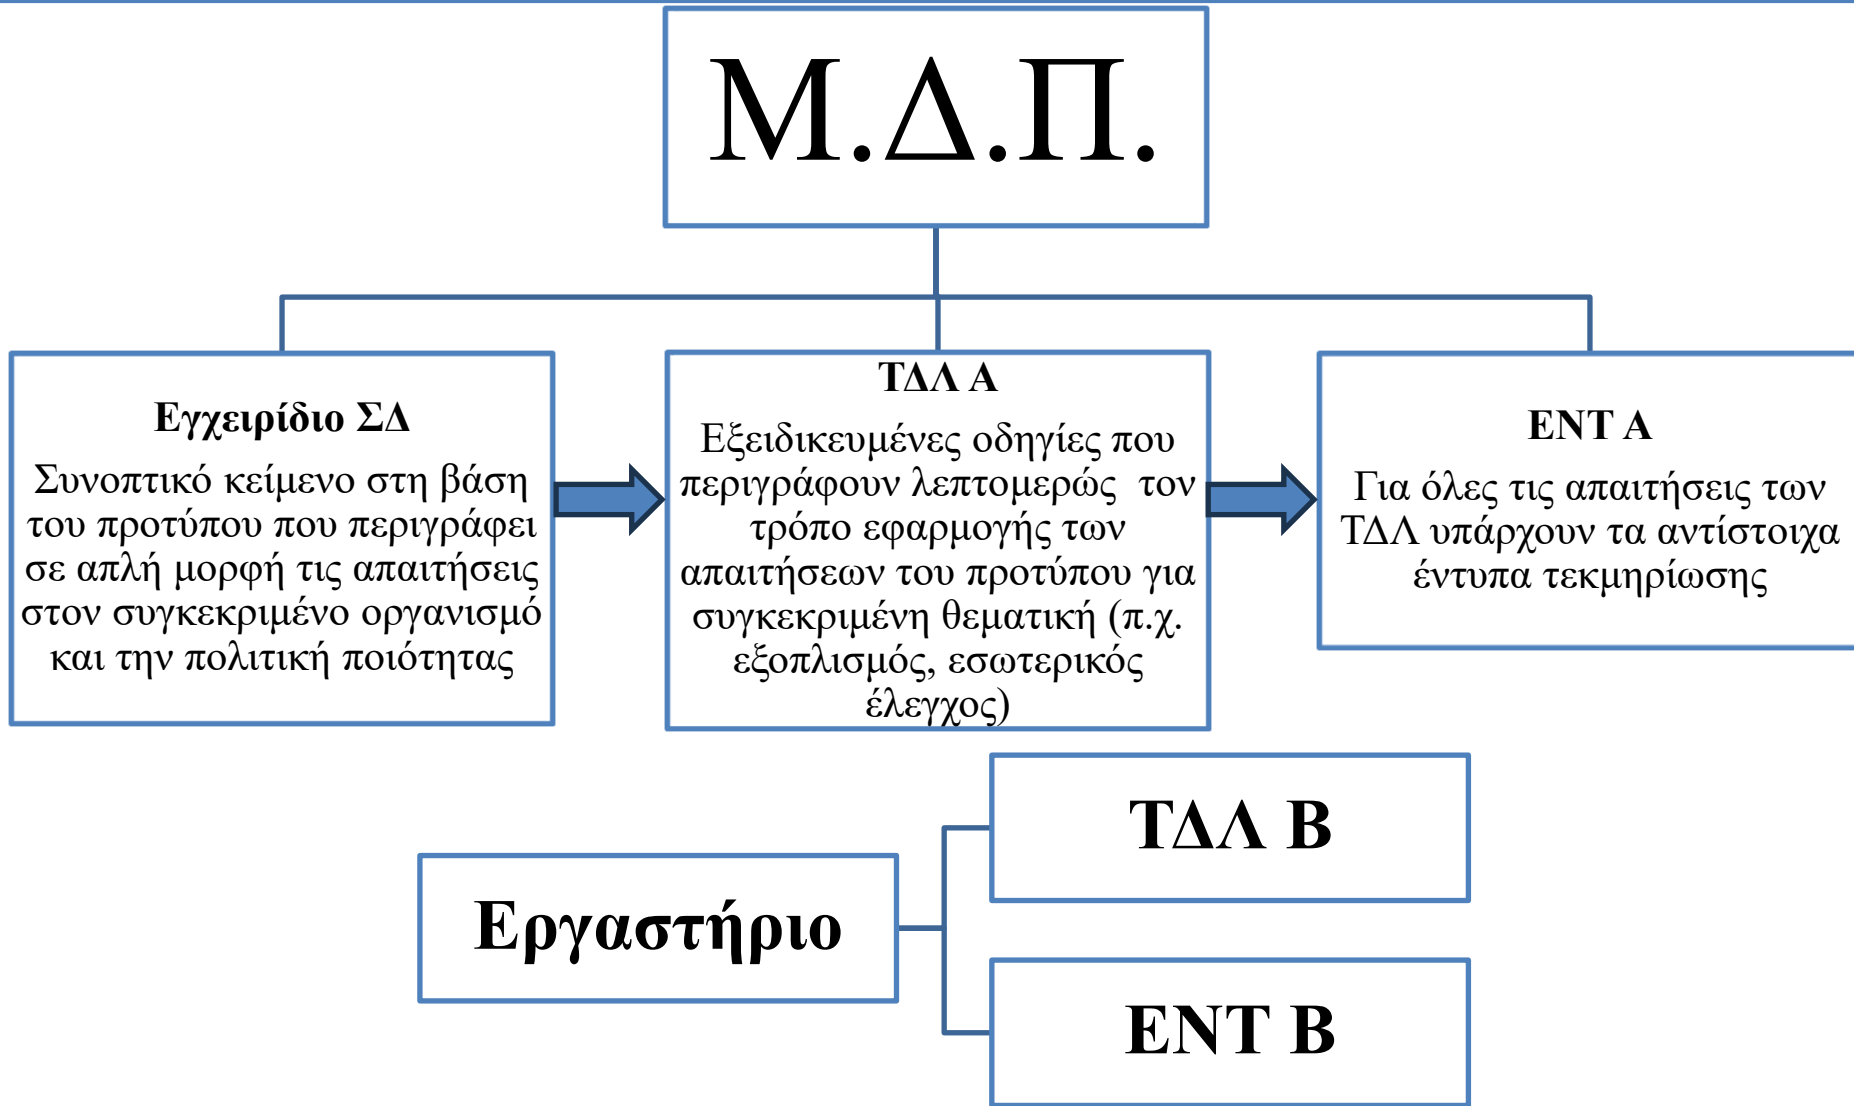 Μ.Δ.Π.
Εγχειρίδιο ΣΔ
Συνοπτικό κείμενο στη βάση
του προτύπου που περιγράφει
σε απλή μορφή τις απαιτήσεις
στον συγκεκριμένο οργανισμό
και την πολιτική ποιότητας
ΤΔΛ Α
Εξειδικευμένες οδηγίες που
περιγράφουν λεπτομερώς  τον
τρόπο εφαρμογής των
απαιτήσεων του προτύπου για
συγκεκριμένη θεματική (π.χ.
εξοπλισμός, εσωτερικός
έλεγχος)
ΕΝΤ Α
Για όλες τις απαιτήσεις των
ΤΔΛ υπάρχουν τα αντίστοιχα
έντυπα τεκμηρίωσης
Εργαστήριο
ΤΔΛ Β
ΕΝΤ Β